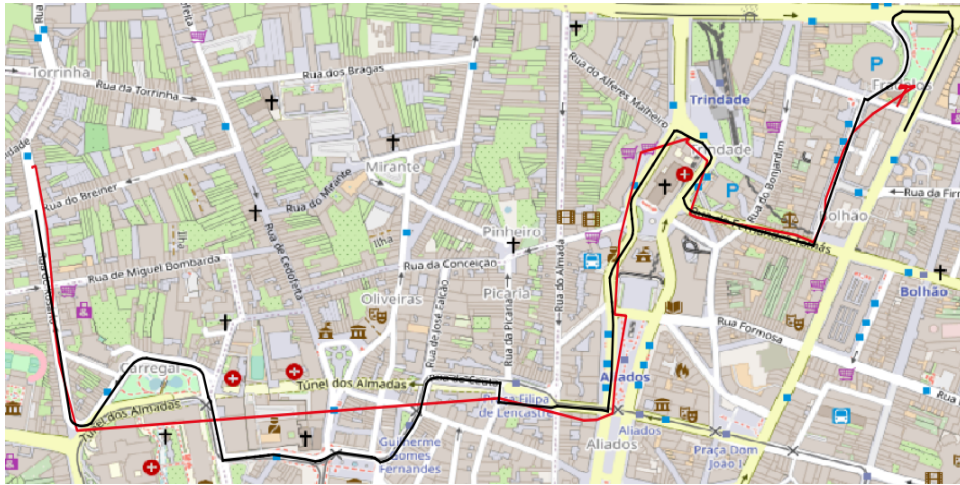 Torrinha
Rua da Torrinha
Rua dos Bragas
Rua do Alferes Malheiro
Trindade
P
Mirante
Rua do Breiner
Rua do Mirante
P
Rua do Bonjardim
Rua da Firm
Bolhão
Pinheiro
Ilha
Ilha
Rua de Cedofeita
Rua de Miguel Bombarda
Rua da Conceição
Rua do Almada
Bolhão
Oliveiras
Picaria
Rua da Picaria
Rua de José Falcão
Rua Formosa
Carregal
Túnel dos Almadas
Túnel dos Almadas
Aliados
Praça Filipa
de Lencastre
Guilherme
Gomes
Fernandes
Aliados
Aliados
Praça Dom
João I